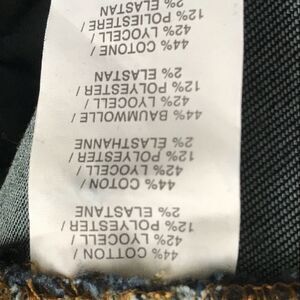 44% COTTON /
42% LYOCELL /
12% POLYESTER /
2% ELASTANE
44% COTON /
42% LYOCELL /
12% POLYESTER /
2% ELASTHANNE
44% BAUMWOLLE /
42% LYOCELL /
12% POLYESTER /
2% ELASTAN
44% COTONE /
42% LYOCELL /
12% POLIESTERE /
2% ELASTAN